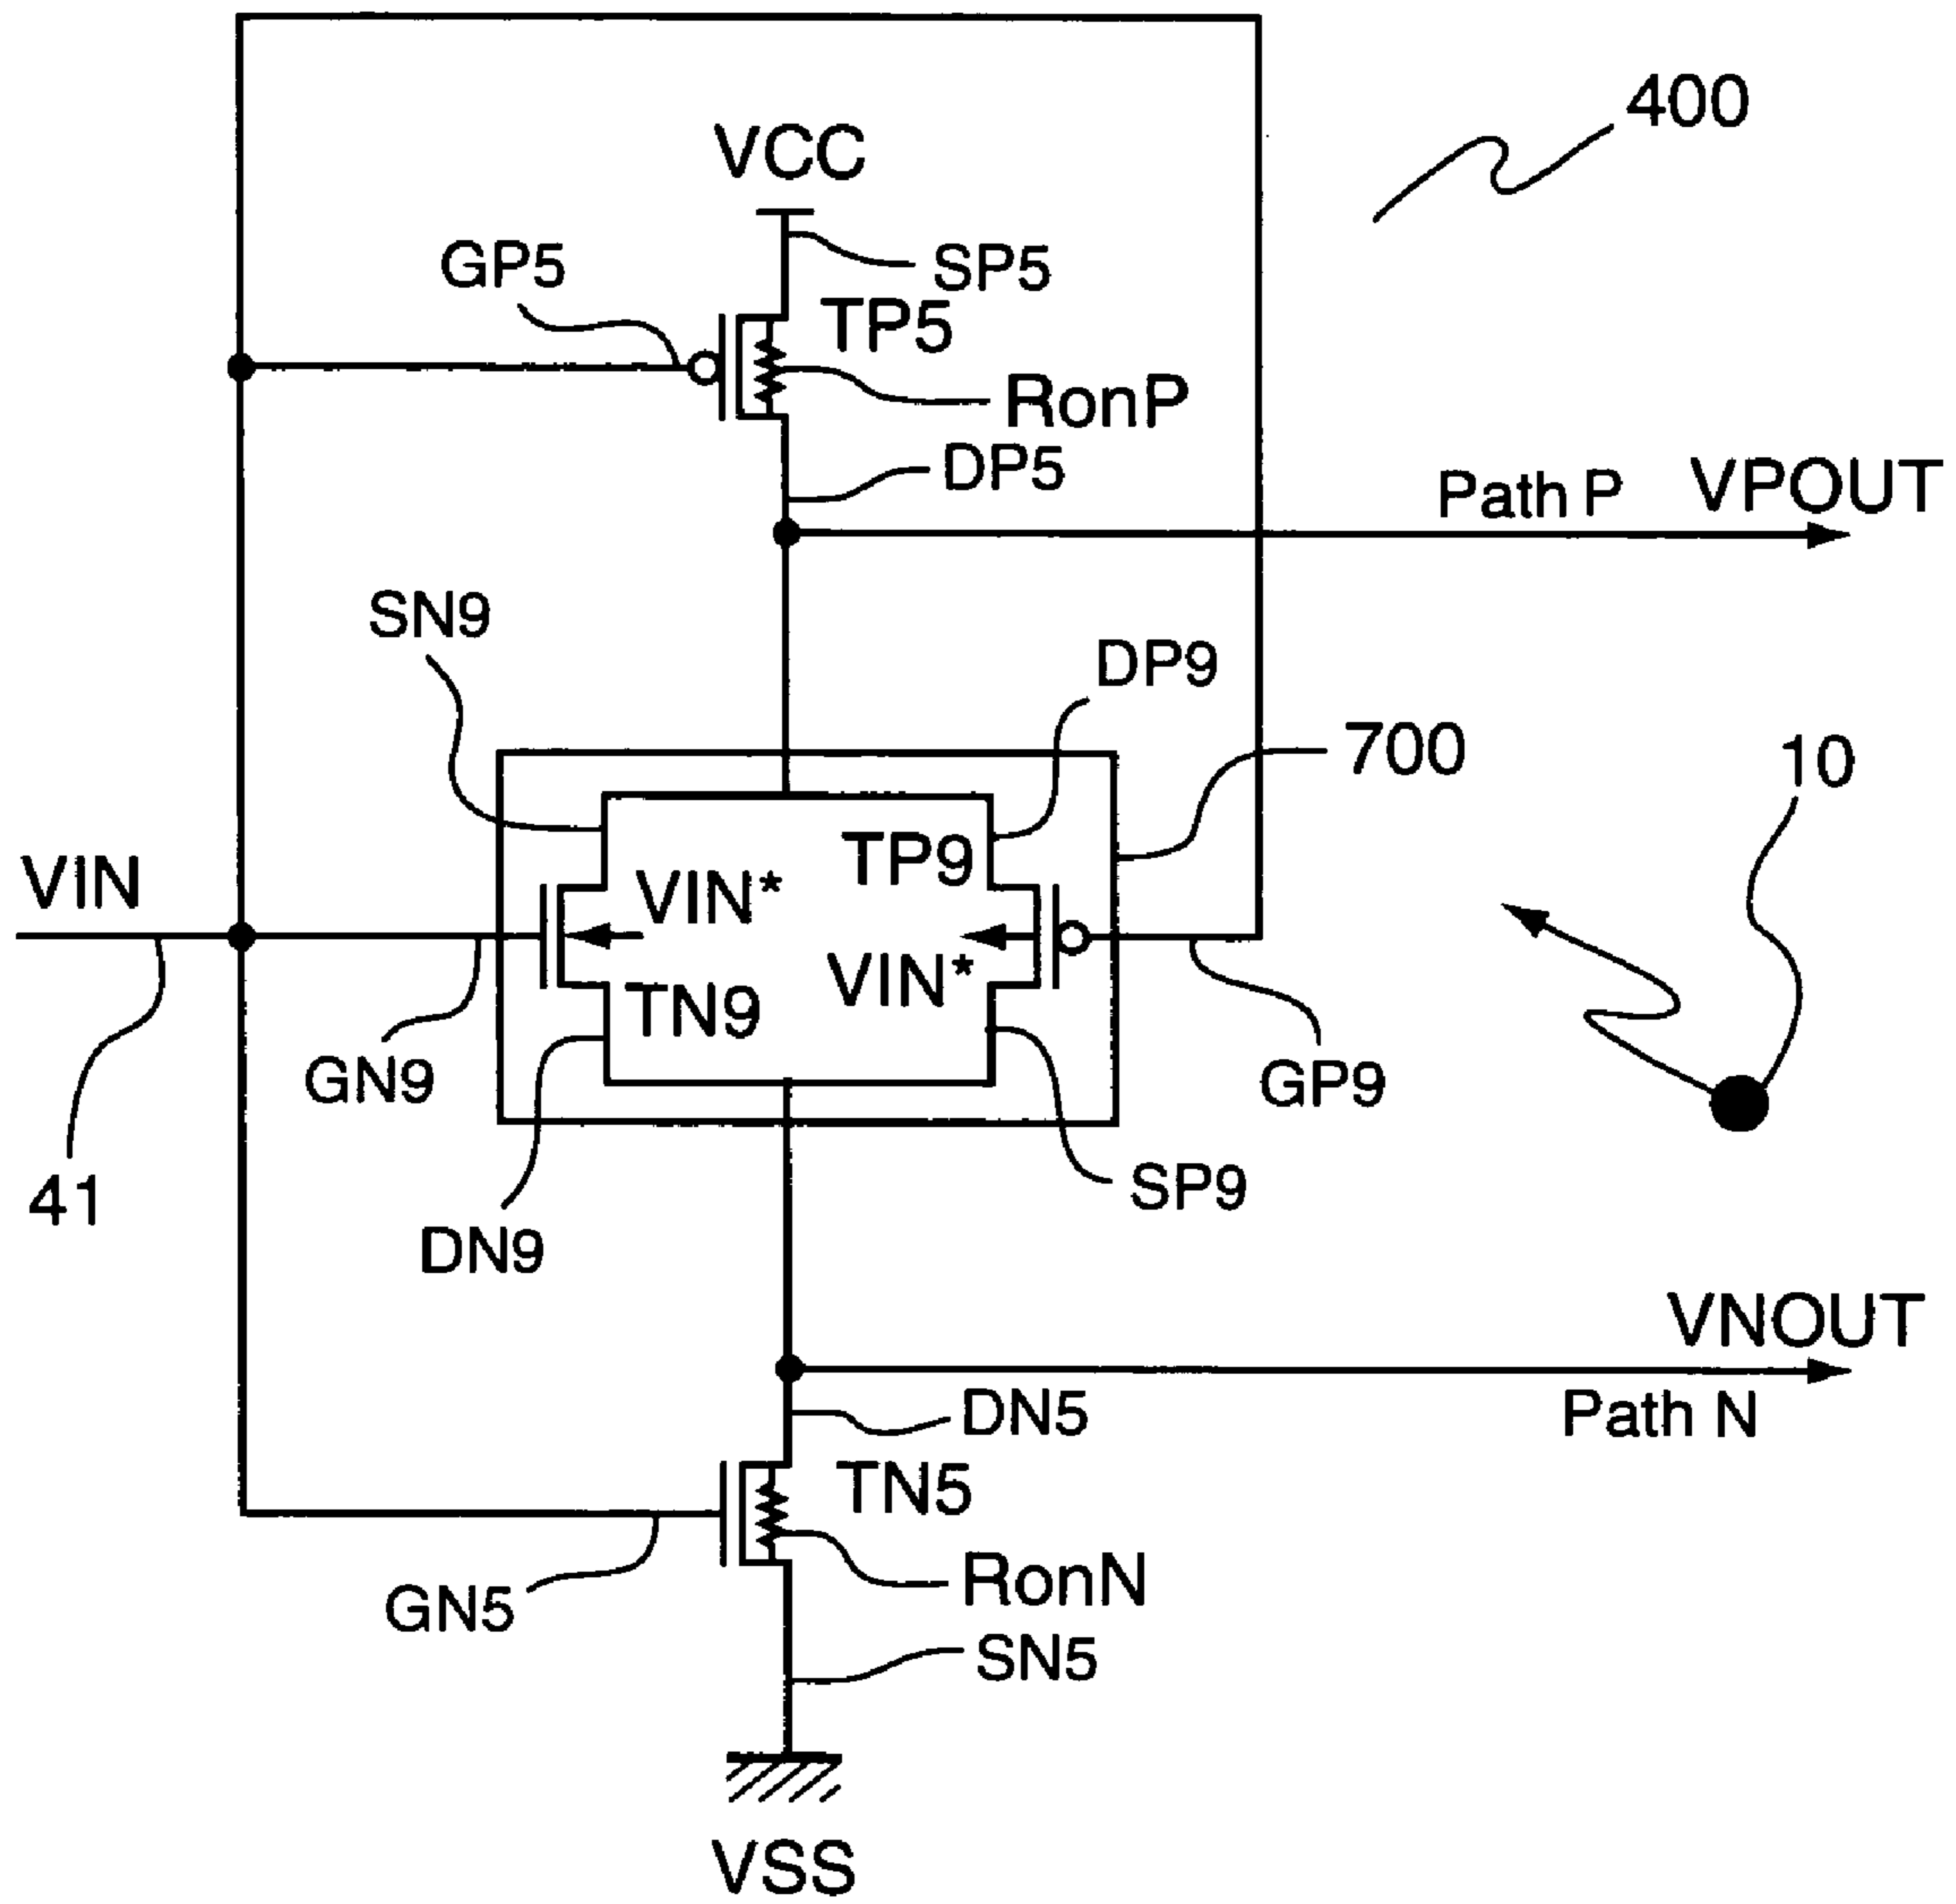 400
VCC
GP5
SP5
TP5
RonP
DP5
Path P
VPOUT
SN9
DP9
700
10
VIN
VIN*
TP9
VIN*
TN9
GN9
GP9
41
SP9
DN9
VNOUT
Path N
DN5
TN5
RonN
GN5
SN5
VSS